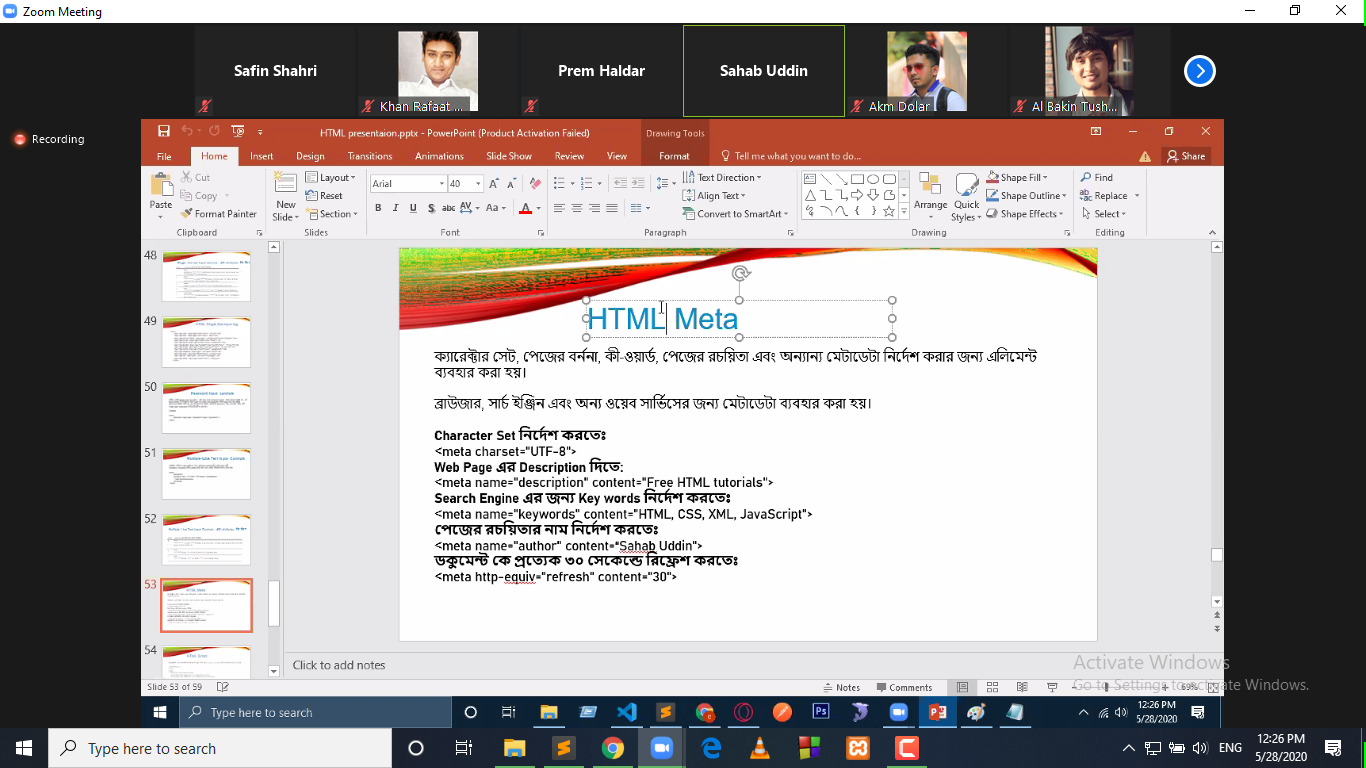 Zoom Meeting
Safin Shahri
Khan Rafaat ...
Prem Haldar
Sahab Uddin
Akm Dolar
Al Bakin Tush...
Recording
HTML presentaion.pptx - PowerPoint (Product Activation Failed)
Drawing Tools
File Home Insert Design Transitions Animations Slide Show Review View Format Tell me what you want to do... Share
Paste Cut Copy Format Painter
Clipboard
New Slide Layout Reset Section
Slides
Arial 40
B I U S abc AV Aa A
Font
Text Direction
Align Text
Convert to SmartArt
Paragraph
Arrange Quick Styles Shape Fill Shape Outline Shape Effects
Drawing
Find
Replace
Select
Editing
48
49
50
51
52
53
54
HTML Meta
ক্যারেক্টার সেট, পেজের বর্ননা, কী-ওয়ার্ড, পেজের রচয়িতা এবং অন্যান্য মেটাডেটা নির্দেশ করার জন্য এলিমেন্ট
ব্যবহার করা হয়।
ব্রাউজার, সার্চ ইঞ্জিন এবং অন্য ওয়েব সার্ভিসের জন্য মেটাডেটা ব্যবহার করা হয়।
Character Set নির্দেশ করতেঃ
<meta charset="UTF-8">
Web Page এর Description দিতে:
<meta name="description" content="Free HTML tutorials">
Search Engine এর জন্য Key words নির্দেশ করতেঃ
<meta name="keywords" content="HTML, CSS, XML, JavaScript">
পেজের রচয়িতার নাম নির্দেশ করতেঃ
<meta name="author" content="Sahab Uddin">
ডকুমেন্ট কে প্রত্যেক ৩০ সেকেন্ডে রিফ্রেশ করতেঃ
<meta http-equiv="refresh" content="30">
Click to add notes
Activate Windows
Go to Settings to activate Windows.
Slide 53 of 59
Notes
Comments
69%
Type here to search
12:26 PM
5/28/2020
Type here to search
ENG
12:26 PM
5/28/2020